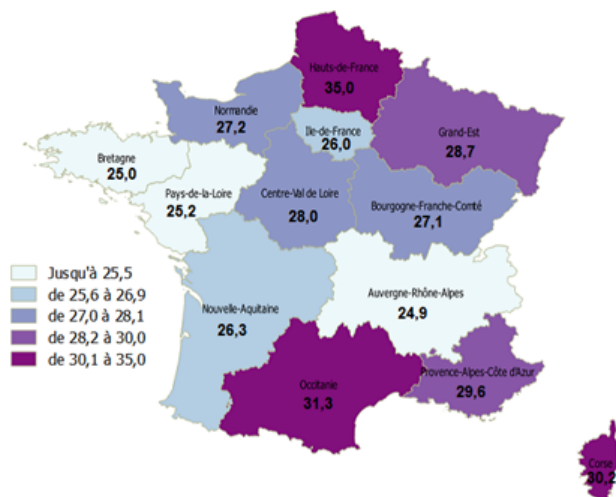 Hauts-de-France
35,0
Normandie
27,2
Ile-de-France
26,0
Grand-Est
28,7
Bretagne
25,0
Pays-de-la-Loire
25,2
Centre-Val de Loire
28,0
Bourgogne-Franche-Comté
27,1
Jusqu'à 25,5
de 25,6 à 26,9
de 27,0 à 28,1
de 28,2 à 30,0
de 30,1 à 35,0
Nouvelle-Aquitaine
26,3
Auvergne-Rhône-Alpes
24,9
Provence-Alpes-Côte d'Azur
29,6
Occitanie
31,3
Corse
30,2